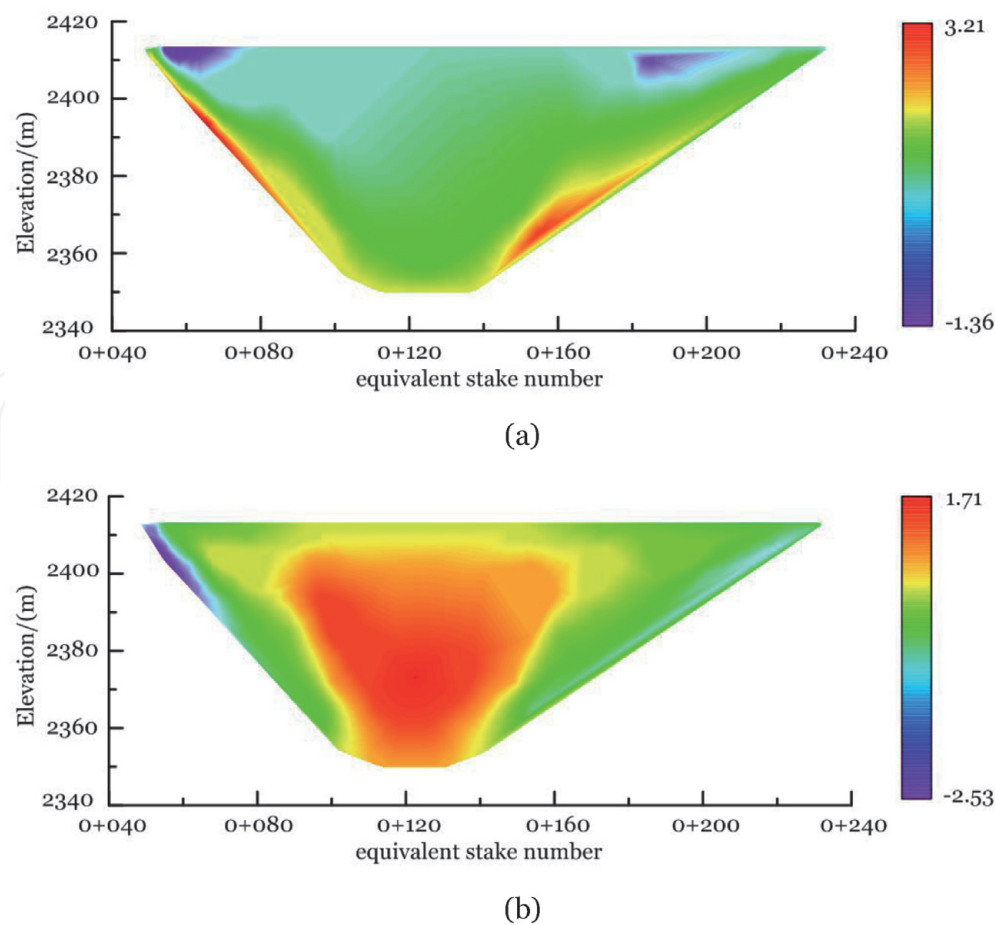 2420
2400
2380
2360
2340
Elevation/(m)
0+040 0+080 0+120 0+160 0+200 0+240
equivalent stake number
3.21
-1.36
(a)
2420
2400
2380
2360
2340
Elevation/(m)
0+040 0+080 0+120 0+160 0+200 0+240
equivalent stake number
1.71
-2.53
(b)